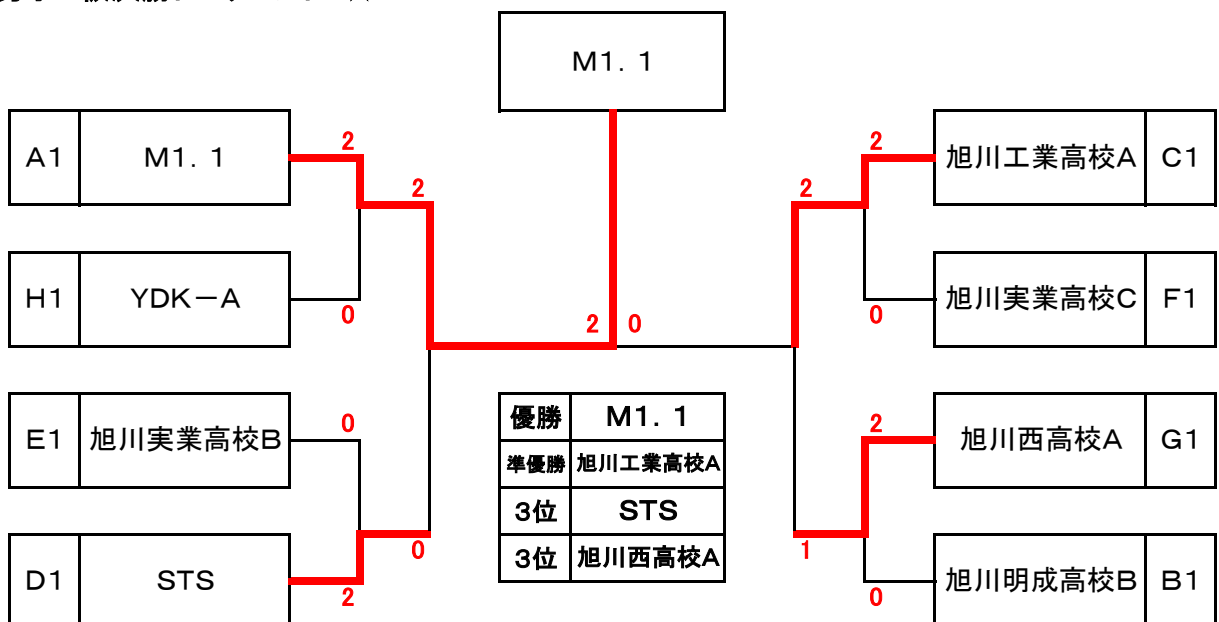 M1．1
A1 M1．1 2 2 旭川工業高校A C1
2 2
H1 YDK－A 0 旭川実業高校C F1
0
2 0
E1 旭川実業高校B 0 2 旭川西高校A G1
優勝 M1．1
準優勝 旭川工業高校A
3位 STS
3位 旭川西高校A
0 1
D1 STS 2 旭川明成高校B B1
0